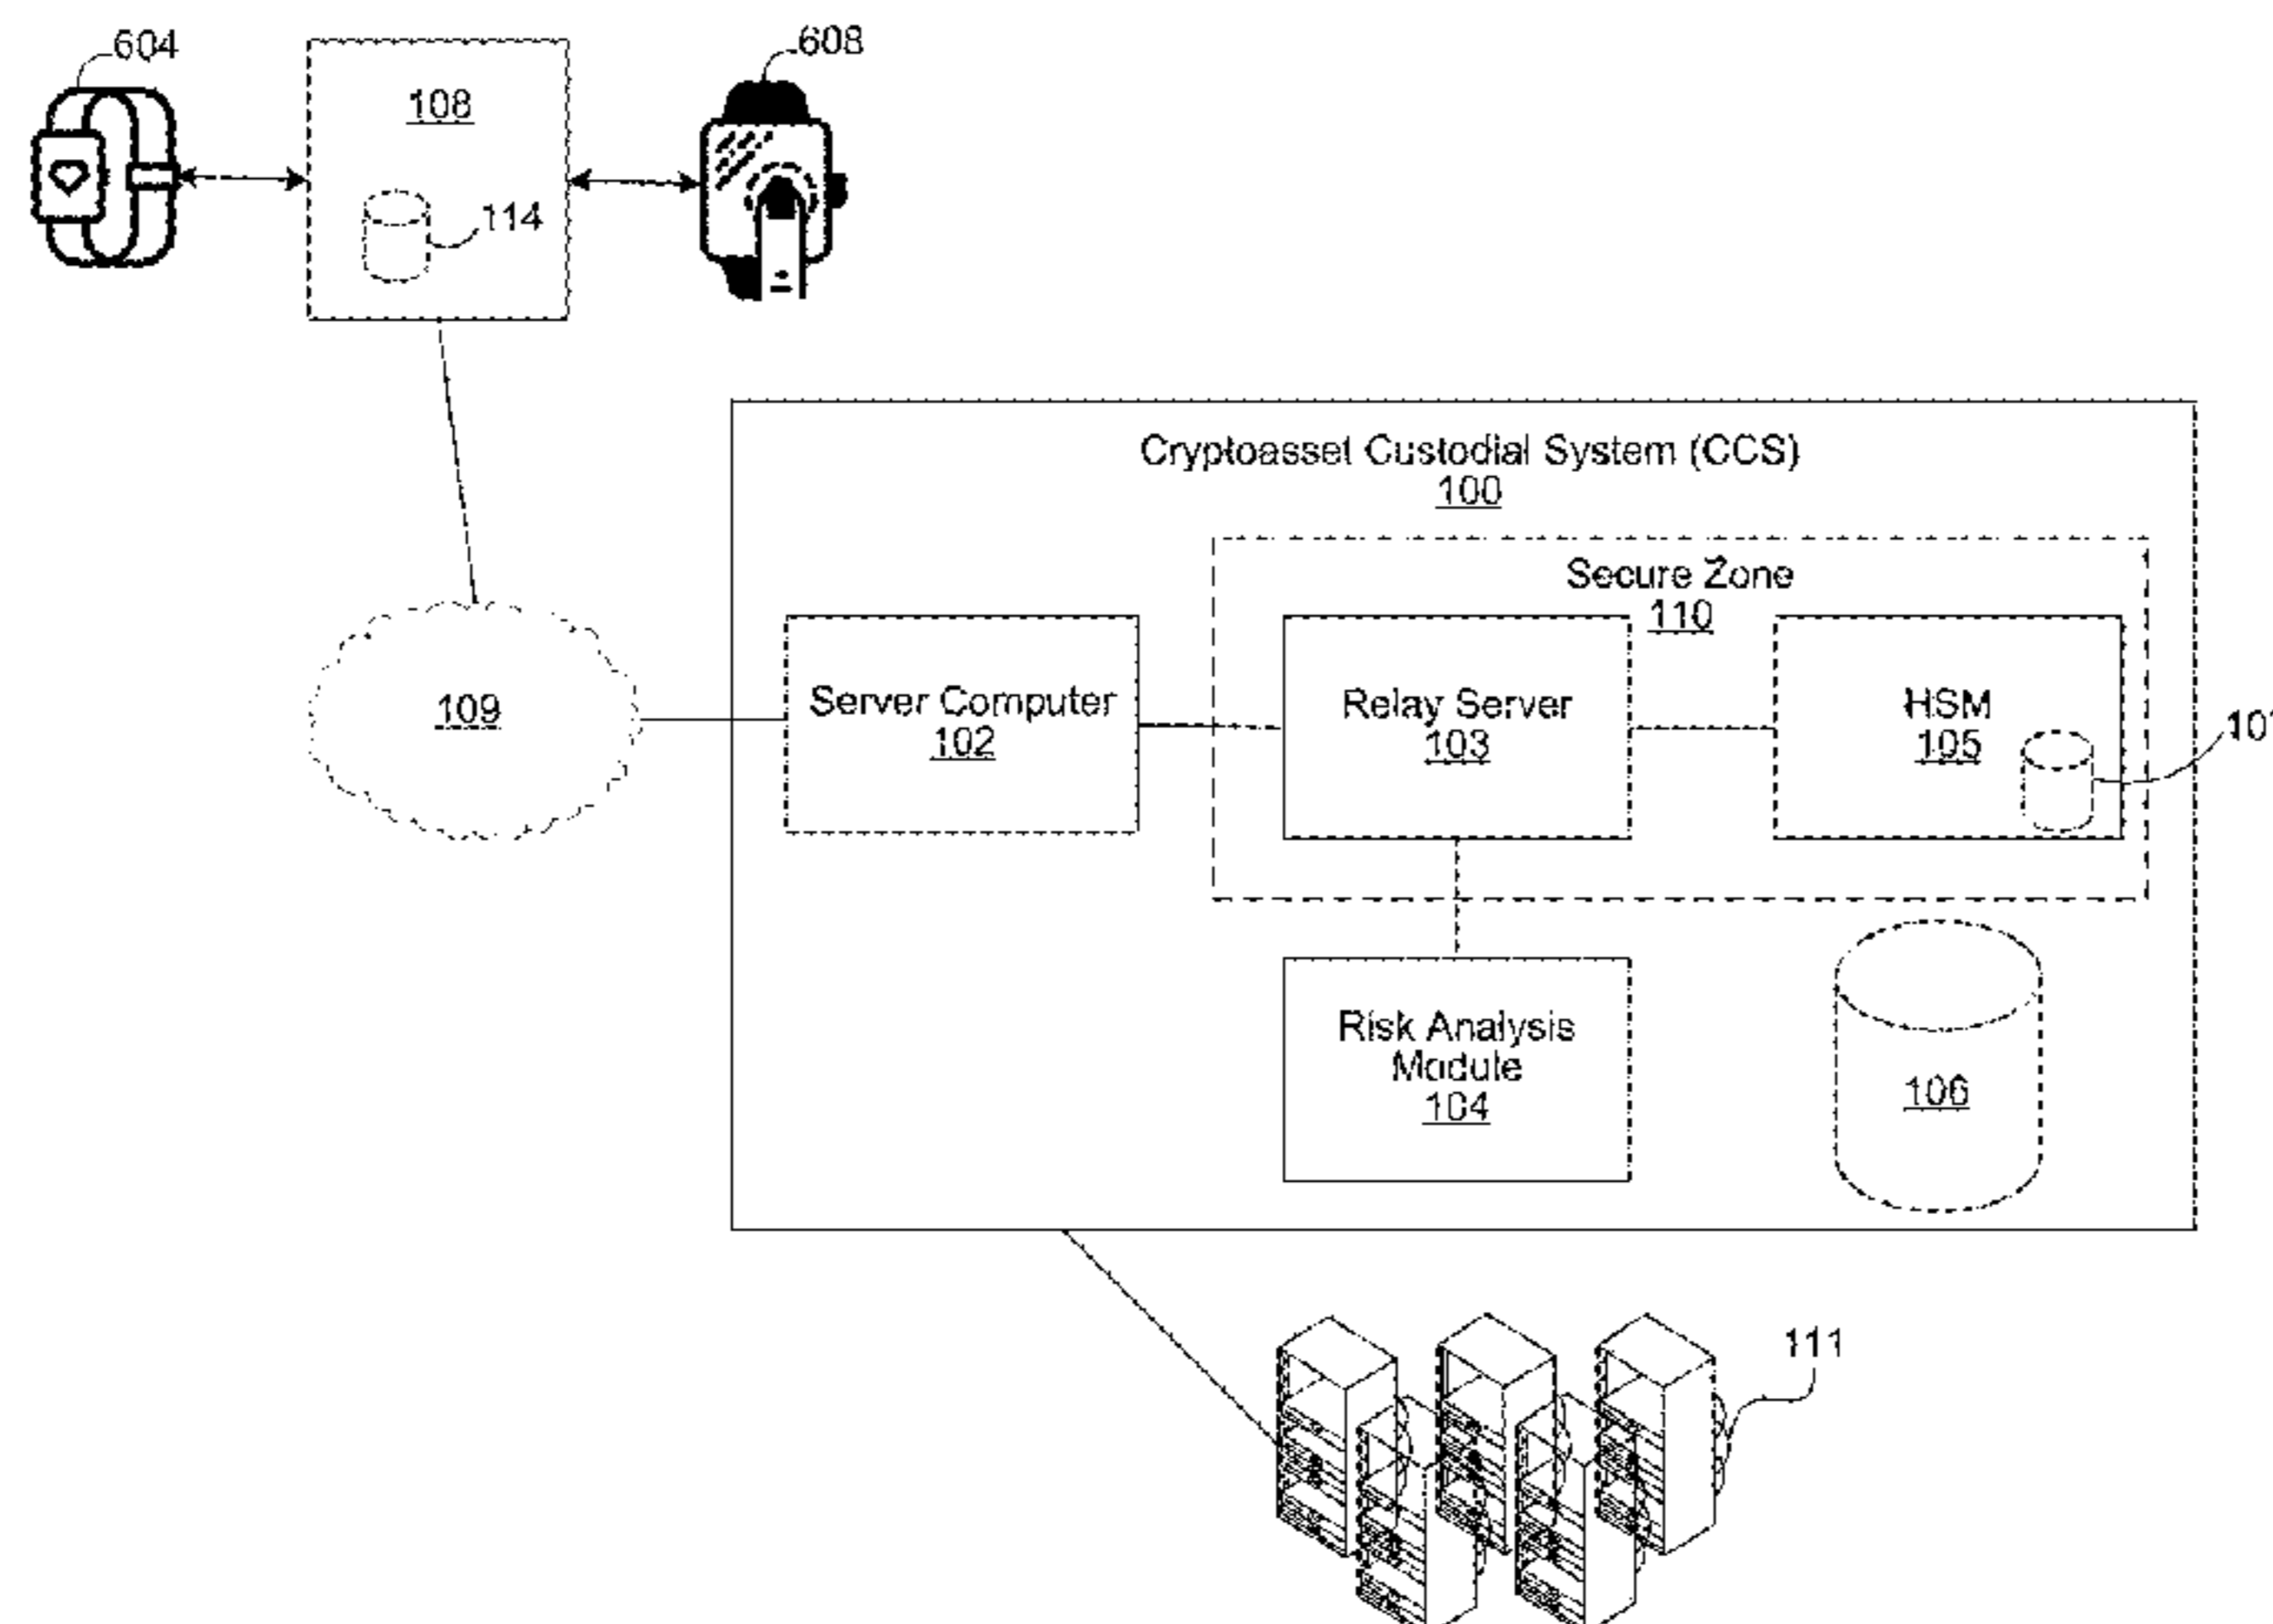 604
608
108
114
Cryptoasset Custodial System (CCS)
100
Secure Zone
110
109
Server Computer
102
Relay Server
103
HSM
105
Risk Analysis
Module
104
106
111